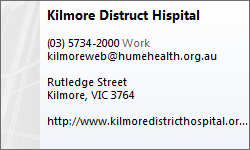 Kilmore Distruct Hispital
(03) 5734-2000 Work
kilmoreweb@humehealth.org.au
Rutledge Street
Kilmore, VIC 3764
http://www.kilmoredistricthospital.or...